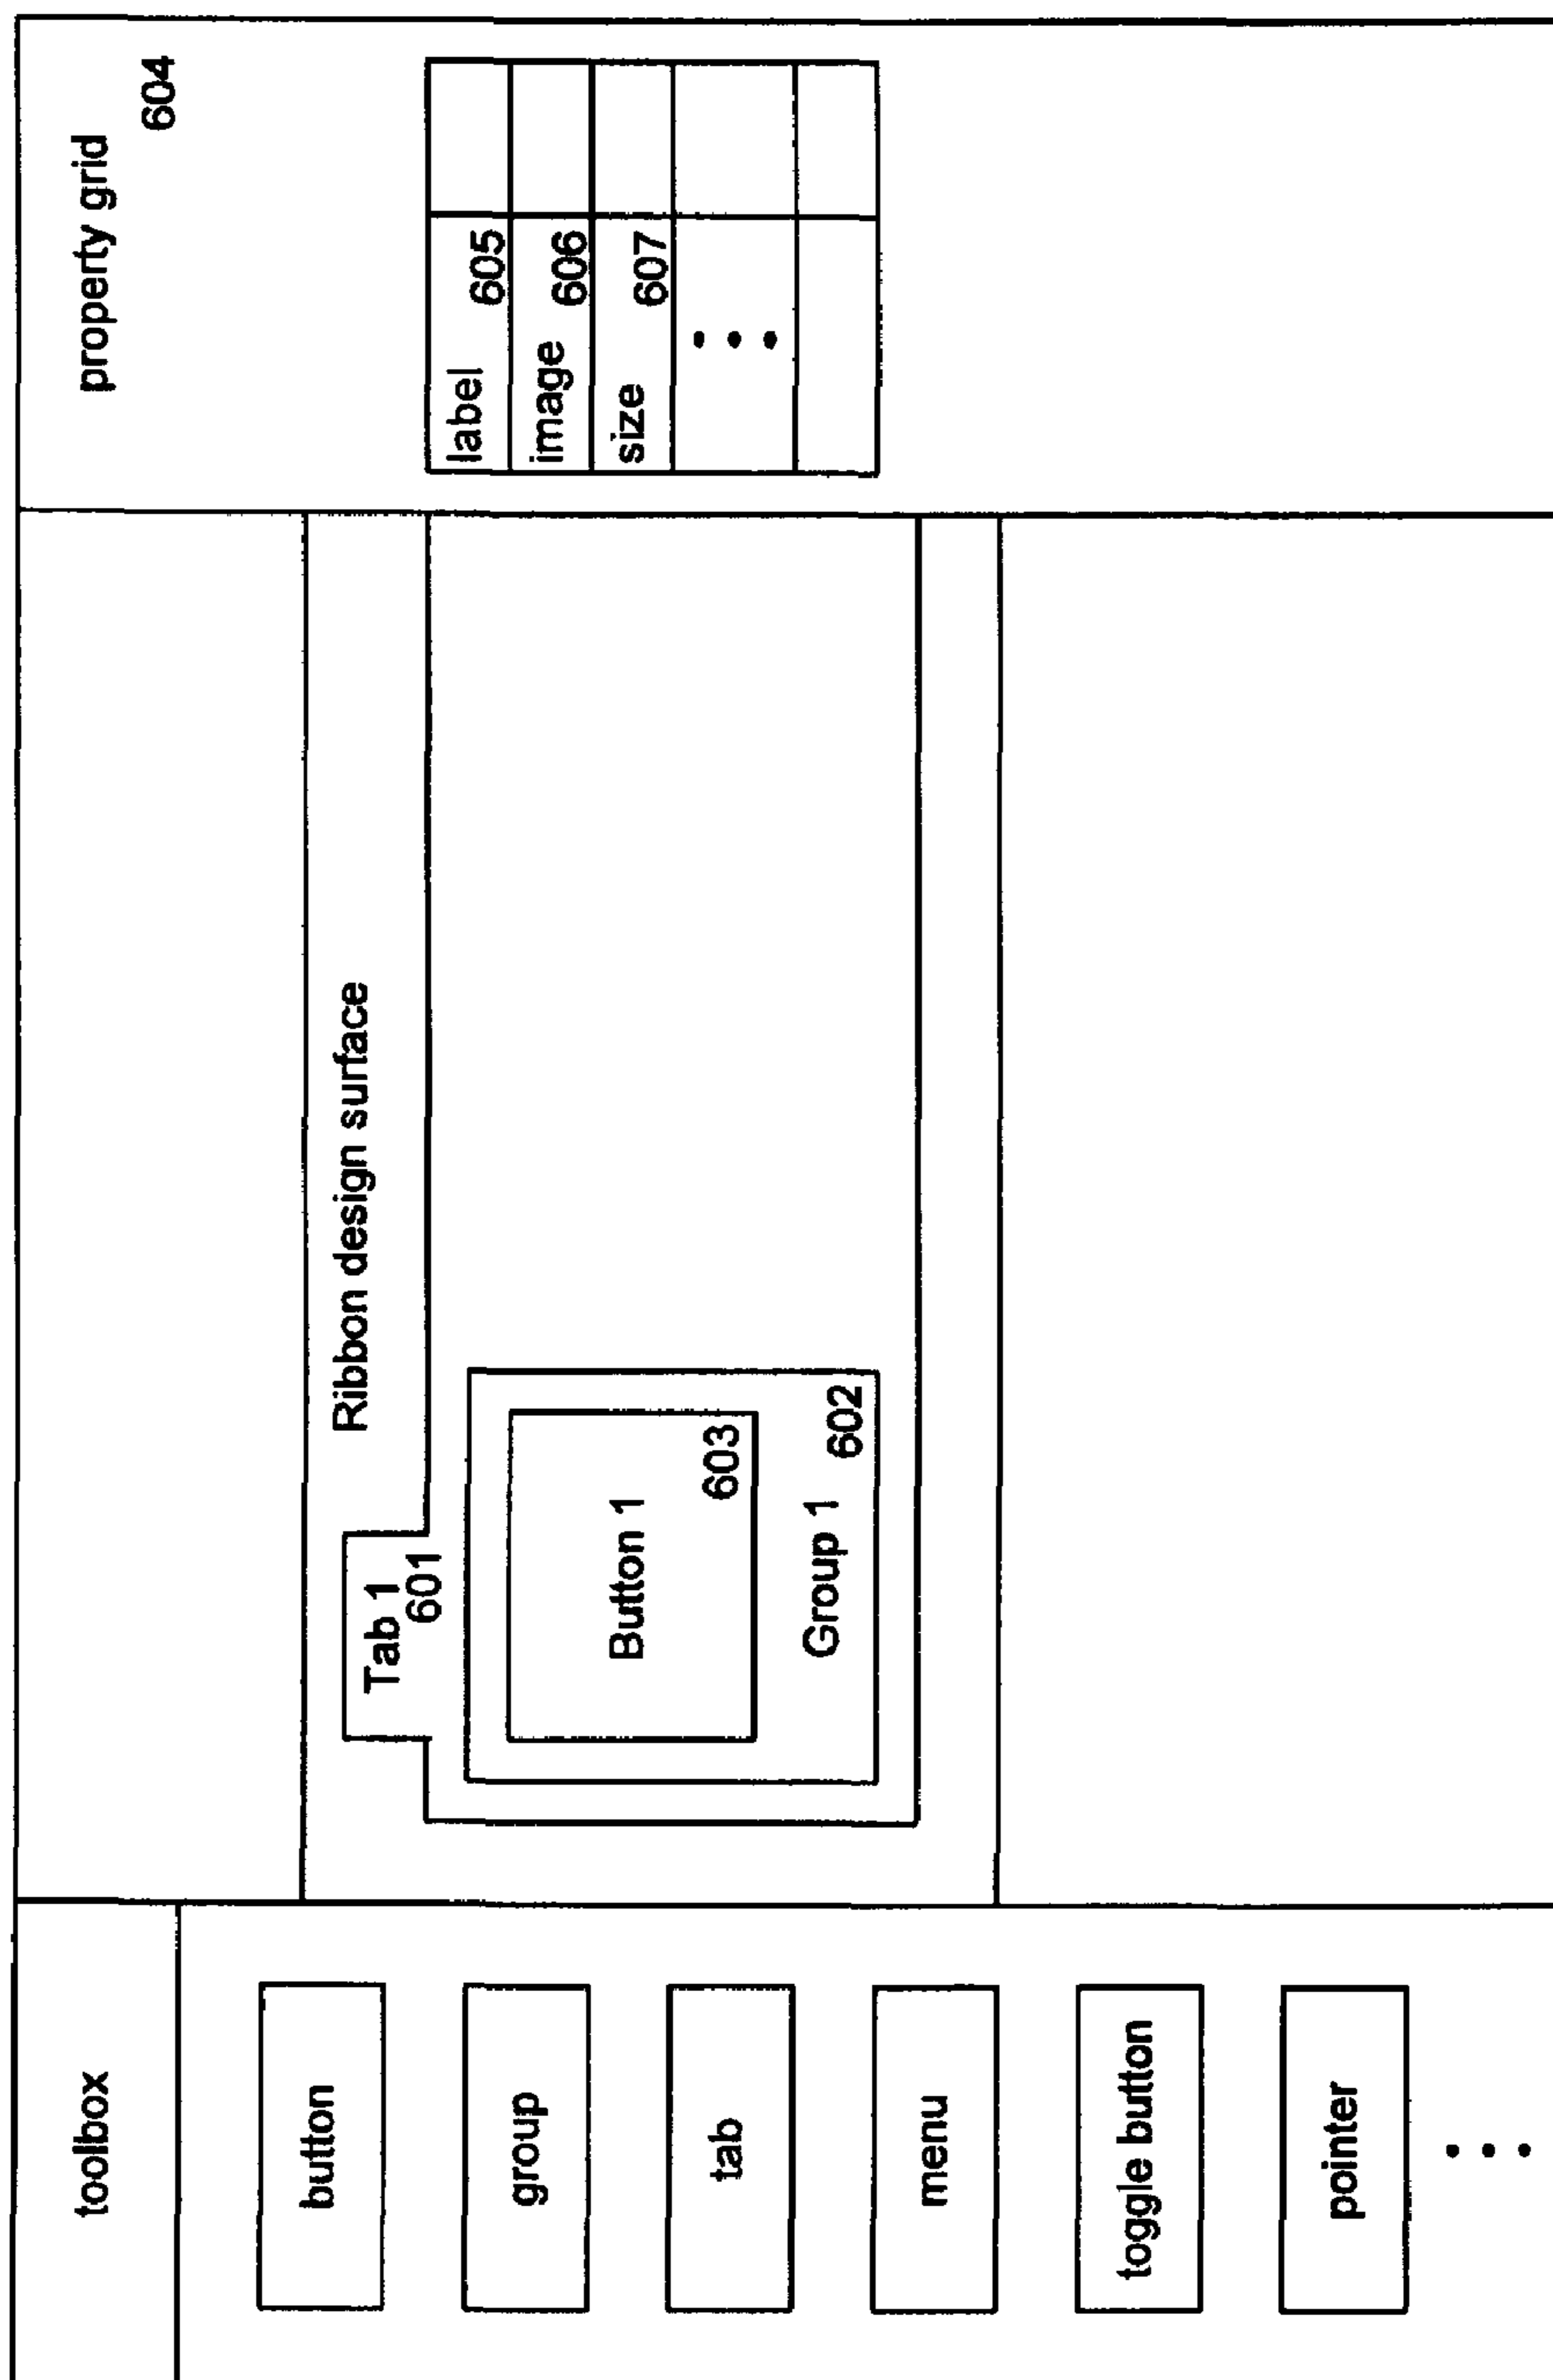 toolbox
button
group
tab
menu
toggle button
pointer
Ribbon design surface
Tab 1
601
Button 1
603
Group 1
602
property grid
604
label 605
image 606
size 607